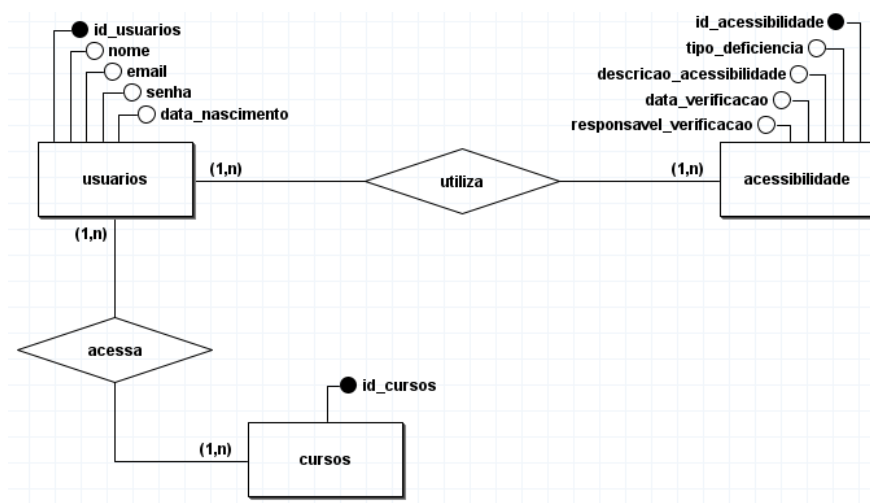 id_usuarios
nome
email
senha
data_nascimento
id_acessibilidade
tipo_deficiencia
descricao_acessibilidade
data_verificacao
responsavel_verificacao
usuarios
(1,n)
utiliza
(1,n)
acessibilidade
(1,n)
acessa
id_cursos
(1,n)
cursos